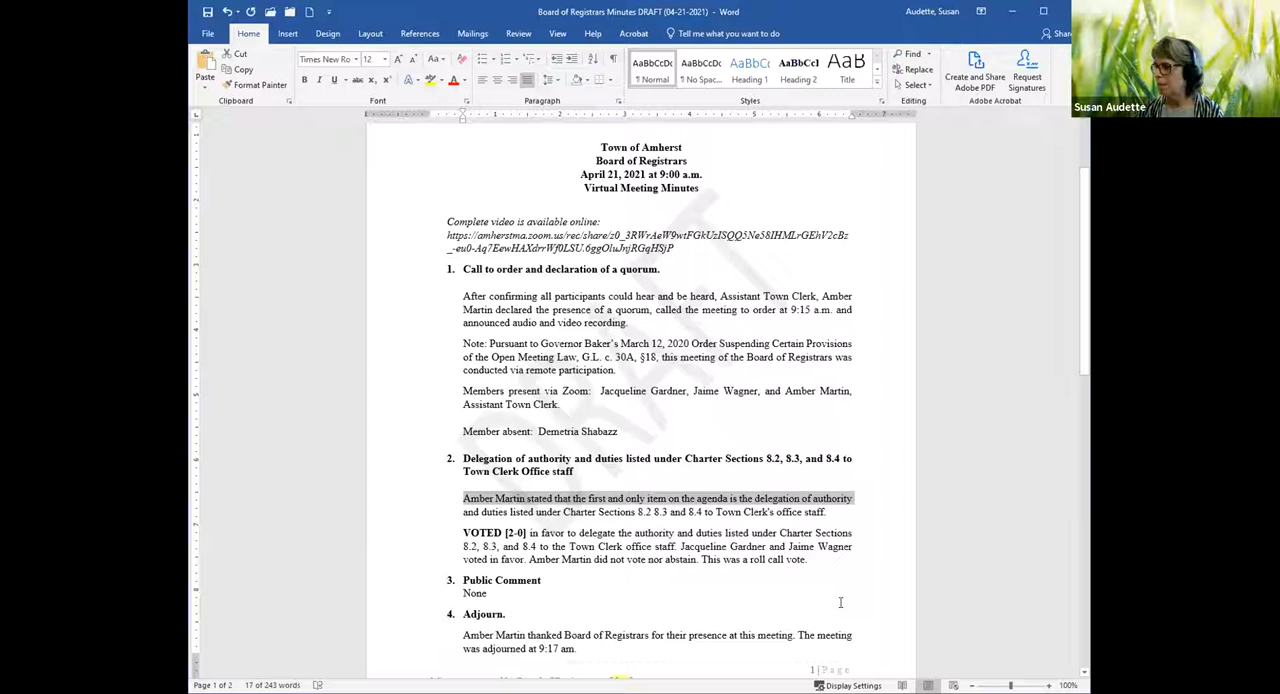 Board of Registrars Minutes DRAFT (04-21-2021) - Word
Audette, Susan
File Home Insert Design Layout References Mailings Review View Help Acrobat Tell me what you want to do Share
Paste
Cut
Copy
Format Painter
Clipboard
Times New Ro 12
Font
Paragraph
AaBbCcDc AaBbCcDc AaBbCc AaBbCcI AaB
¶ Normal ¶ No Spac... Heading 1 Heading 2 Title
Styles
Find
Replace
Select
Editing
Create and Share
Adobe PDF
Request
Signatures
Adobe Acrobat
Susan Audette
Town of Amherst
Board of Registrars
April 21, 2021 at 9:00 a.m.
Virtual Meeting Minutes
DRAFT
Complete video is available online:
1. Call to order and declaration of a quorum.
After confirming all participants could hear and be heard, Assistant Town Clerk, Amber
Martin declared the presence of a quorum, called the meeting to order at 9:15 a.m. and
announced audio and video recording.
Note: Pursuant to Governor Baker's March 12, 2020 Order Suspending Certain Provisions
of the Open Meeting Law, G.L. c. 30A, §18, this meeting of the Board of Registrars was
conducted via remote participation.
Members present via Zoom: Jacqueline Gardner, Jaime Wagner, and Amber Martin,
Assistant Town Clerk.
Member absent: Demetria Shabazz
2. Delegation of authority and duties listed under Charter Sections 8.2, 8.3, and 8.4 to
Town Clerk Office staff
Amber Martin stated that the first and only item on the agenda is the delegation of authority
and duties listed under Charter Sections 8.2 8.3 and 8.4 to Town Clerk's office staff.
VOTED [2-0] in favor to delegate the authority and duties listed under Charter Sections
8.2, 8.3, and 8.4 to the Town Clerk office staff. Jacqueline Gardner and Jaime Wagner
voted in favor. Amber Martin did not vote nor abstain. This was a roll call vote.
3. Public Comment
None
4. Adjourn.
Amber Martin thanked Board of Registrars for their presence at this meeting. The meeting
was adjourned at 9:17 am.
1 | Page
Page 1 of 2 17 of 243 words Display Settings 100%